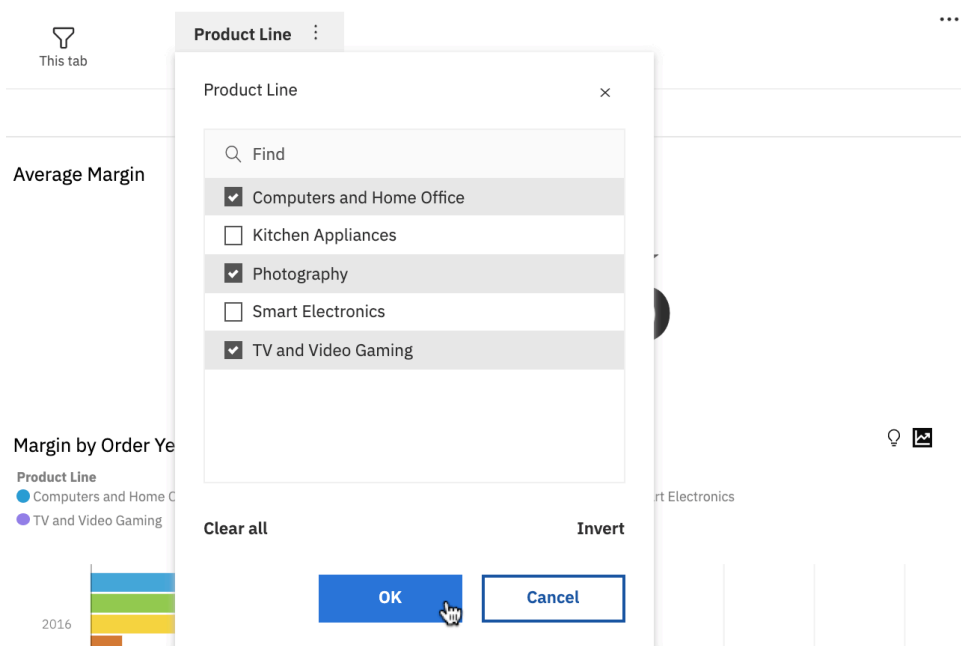 Product Line
This tab
Product Line
Find
Average Margin
Computers and Home Office
Kitchen Appliances
Photography
Smart Electronics
TV and Video Gaming
Margin by Order Ye
Product Line
Computers and Home
rt Electronics
TV and Video Gaming
Clear all
Invert
OK
Cancel
2016